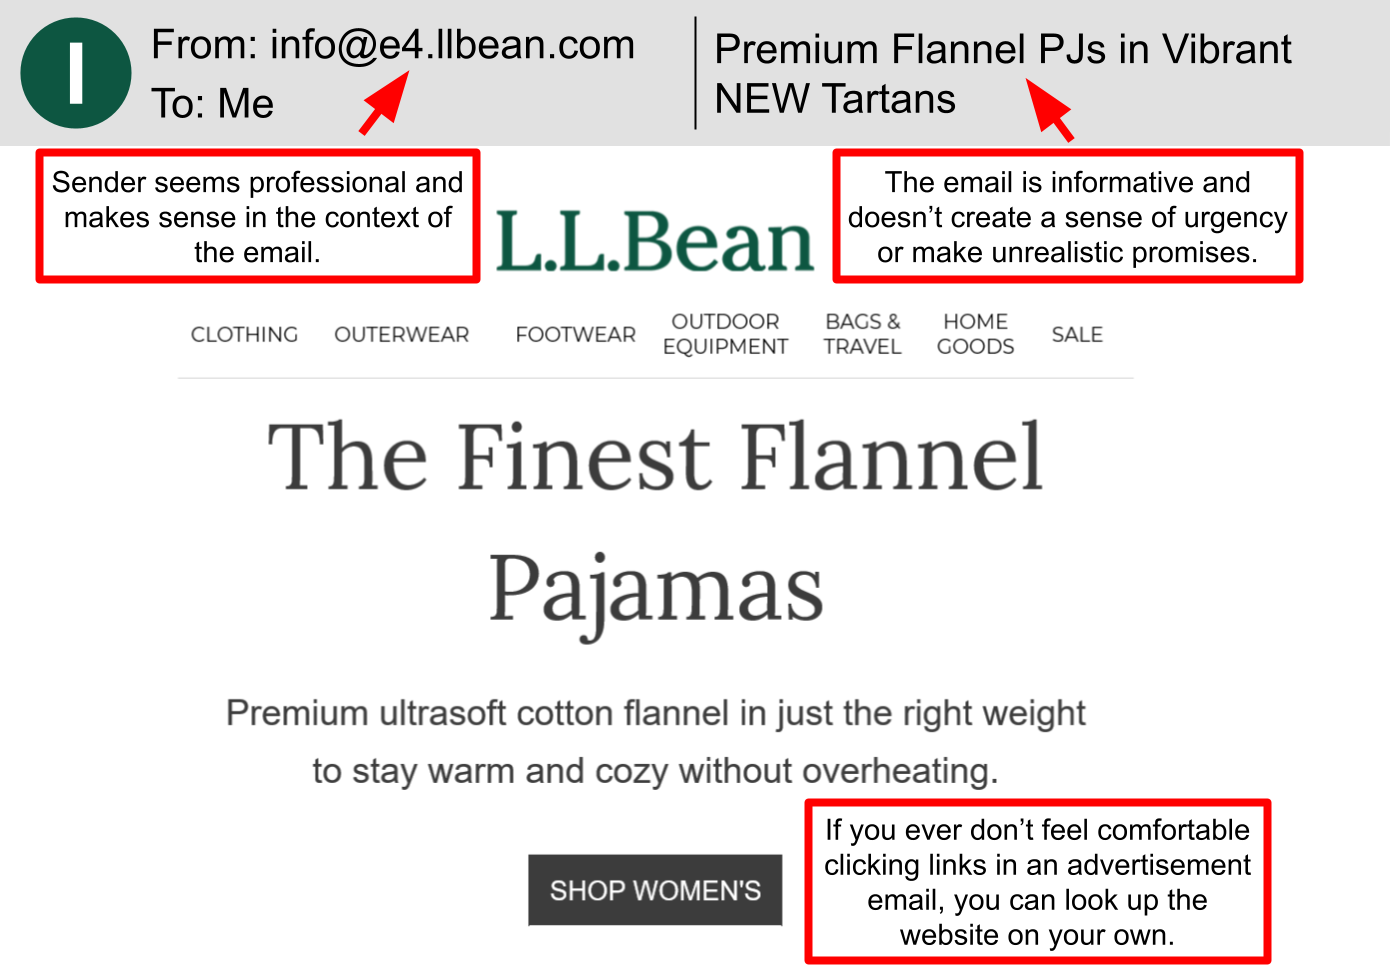 I
From: info@e4.llbean.com
To: Me
Premium Flannel PJs in Vibrant
NEW Tartans
Sender seems professional and
makes sense in the context of
the email.
L.L.Bean
The email is informative and
doesn’t create a sense of urgency
or make unrealistic promises.
CLOTHING OUTERWEAR FOOTWEAR OUTDOOR EQUIPMENT BAGS & TRAVEL HOME GOODS SALE
The Finest Flannel
Pajamas
Premium ultrasoft cotton flannel in just the right weight
to stay warm and cozy without overheating.
SHOP WOMEN'S
If you ever don’t feel comfortable
clicking links in an advertisement
email, you can look up the
website on your own.